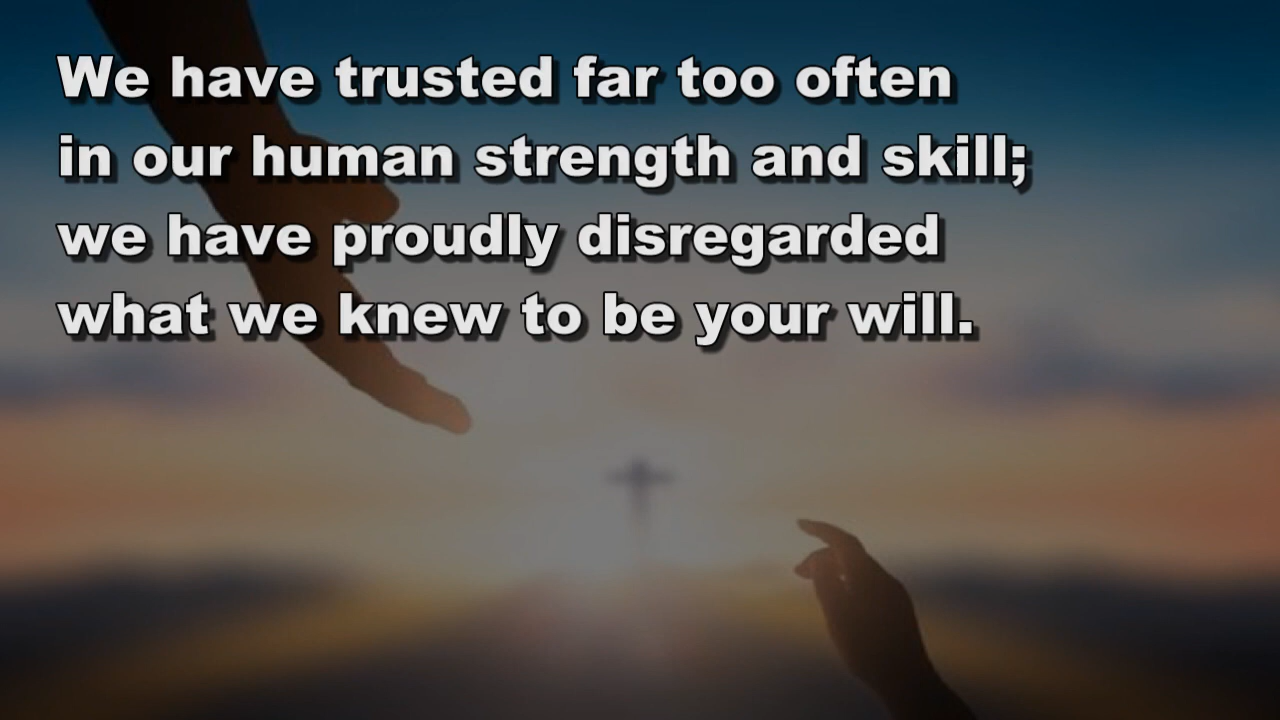 We have trusted far too often
in our human strength and skill;
we have proudly disregarded
what we knew to be your will.